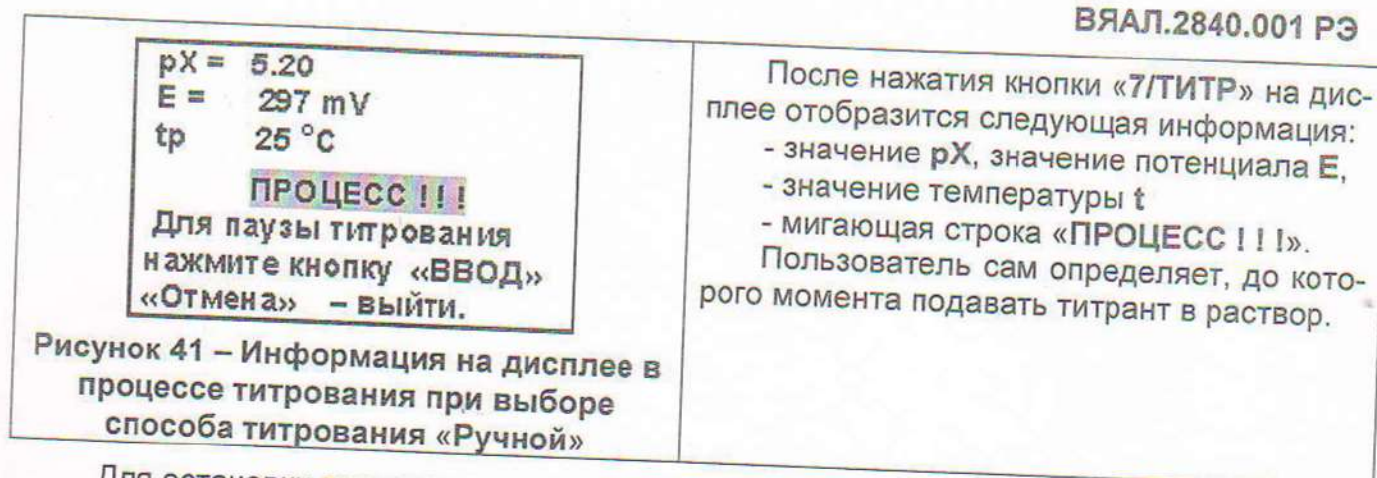 ВЯАЛ.2840.001 РЭ
pX = 5.20
E = 297 mV
tp 25 °C
ПРОЦЕСС ! ! !
Для паузы титрования
нажмите кнопку «ВВОД»
«Отмена» – выйти.
Рисунок 41 – Информация на дисплее в
процессе титрования при выборе
способа титрования «Ручной»
После нажатия кнопки «7/ТИТР» на дис-
плее отобразится следующая информация:
- значение pX, значение потенциала E,
- значение температуры t
- мигающая строка «ПРОЦЕСС ! ! !».
Пользователь сам определяет, до кото-
рого момента подавать титрант в раствор.
Для